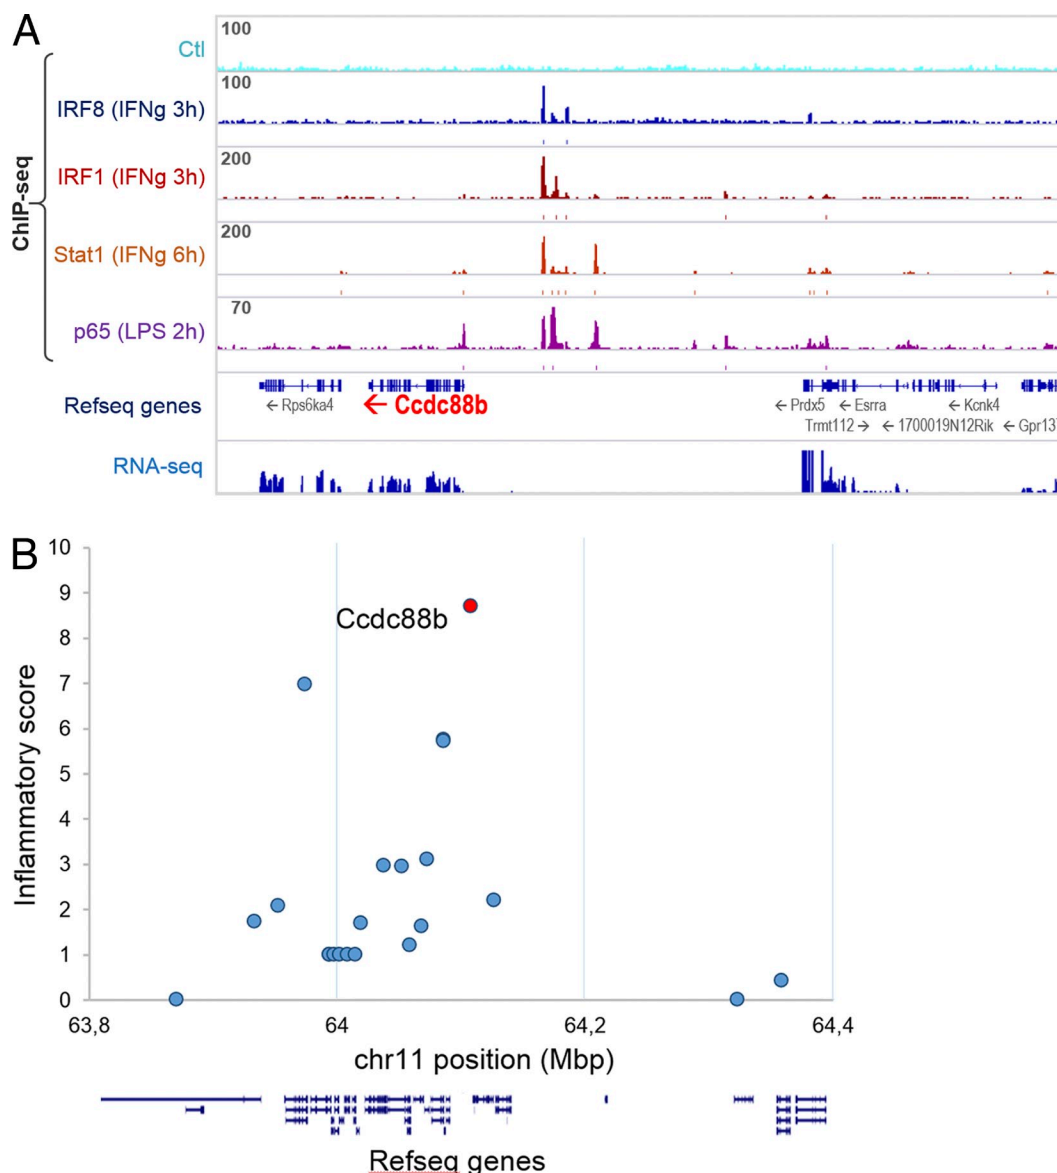 A
100
Ctl
100
IRF8 (IFNg 3h)
200
IRF1 (IFNg 3h)
200
Stat1 (IFNg 6h)
70
p65 (LPS 2h)
ChIP-seq
Refseq genes
← Rps6ka4
← Ccdc88b
← Prdx5 ← Esrra ← Kcnk4
Trmt112 → ← 1700019N12Rik ← Gpr137
RNA-seq
B
10
9
Ccdc88b
8
7
6
5
4
3
2
1
0
Inflammatory score
63,8 64 64,2 64,4
chr11 position (Mbp)
Refseq genes